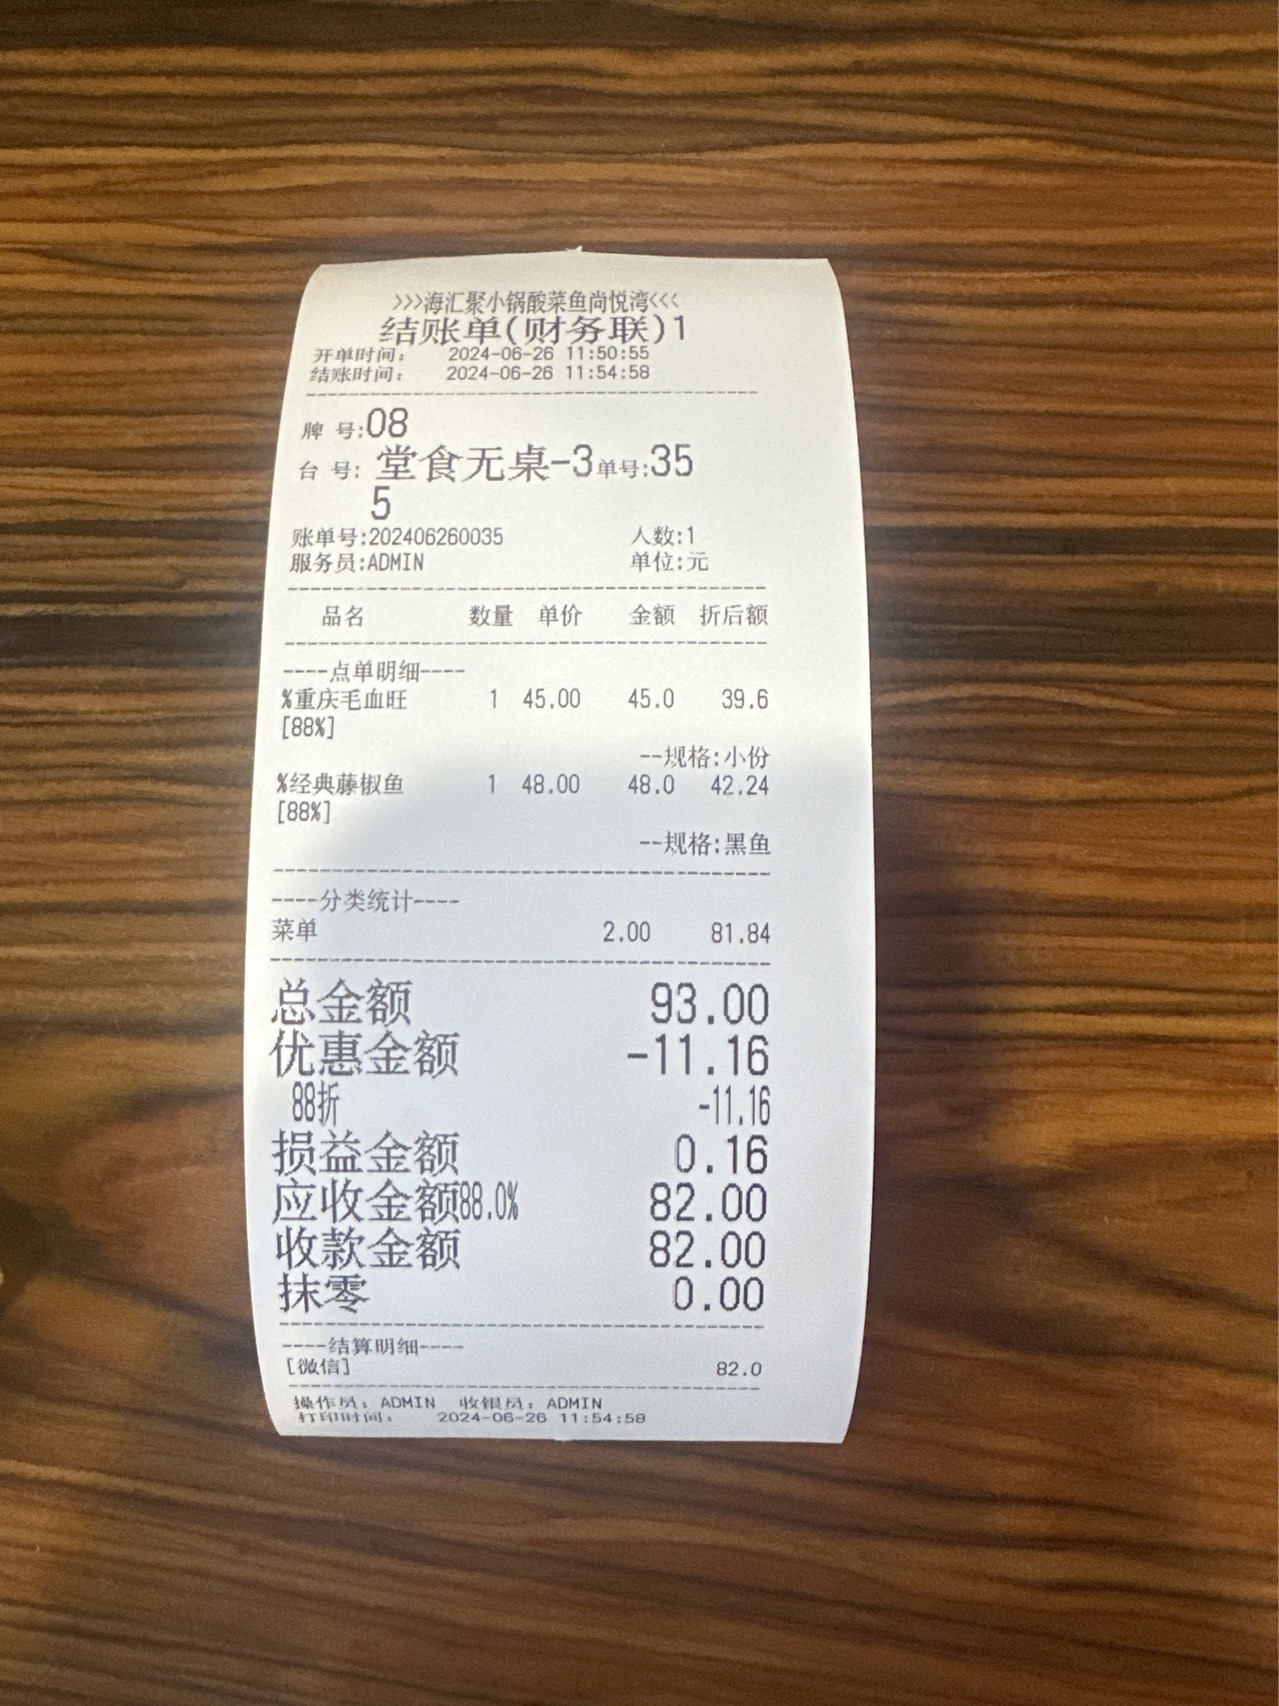 >>>海汇聚小锅酸菜鱼尚悦湾<<<
结账单(财务联)1
开单时间: 2024-06-26 11:50:55
结账时间: 2024-06-26 11:54:58
牌 号:08
台 号: 堂食无桌-3单号:35
5
账单号:202406260035 人数:1
服务员:ADMIN 单位:元
品名 数量 单价 金额 折后额
----点单明细----
%重庆毛血旺 1 45.00 45.0 39.6
[88%]
--规格:小份
%经典藤椒鱼 1 48.00 48.0 42.24
[88%]
--规格:黑鱼
----分类统计----
菜单 2.00 81.84
总金额 93.00
优惠金额 -11.16
88折 -11.16
损益金额 0.16
应收金额88.0% 82.00
收款金额 82.00
抹零 0.00
----结算明细----
[微信] 82.0
操作员: ADMIN 收银员: ADMIN
打印时间: 2024-06-26 11:54:58